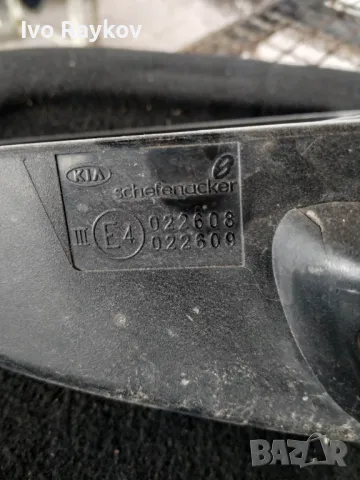 Ivo Raykov
KIA
schefenacker
III E4 022608
022609
BAZAR